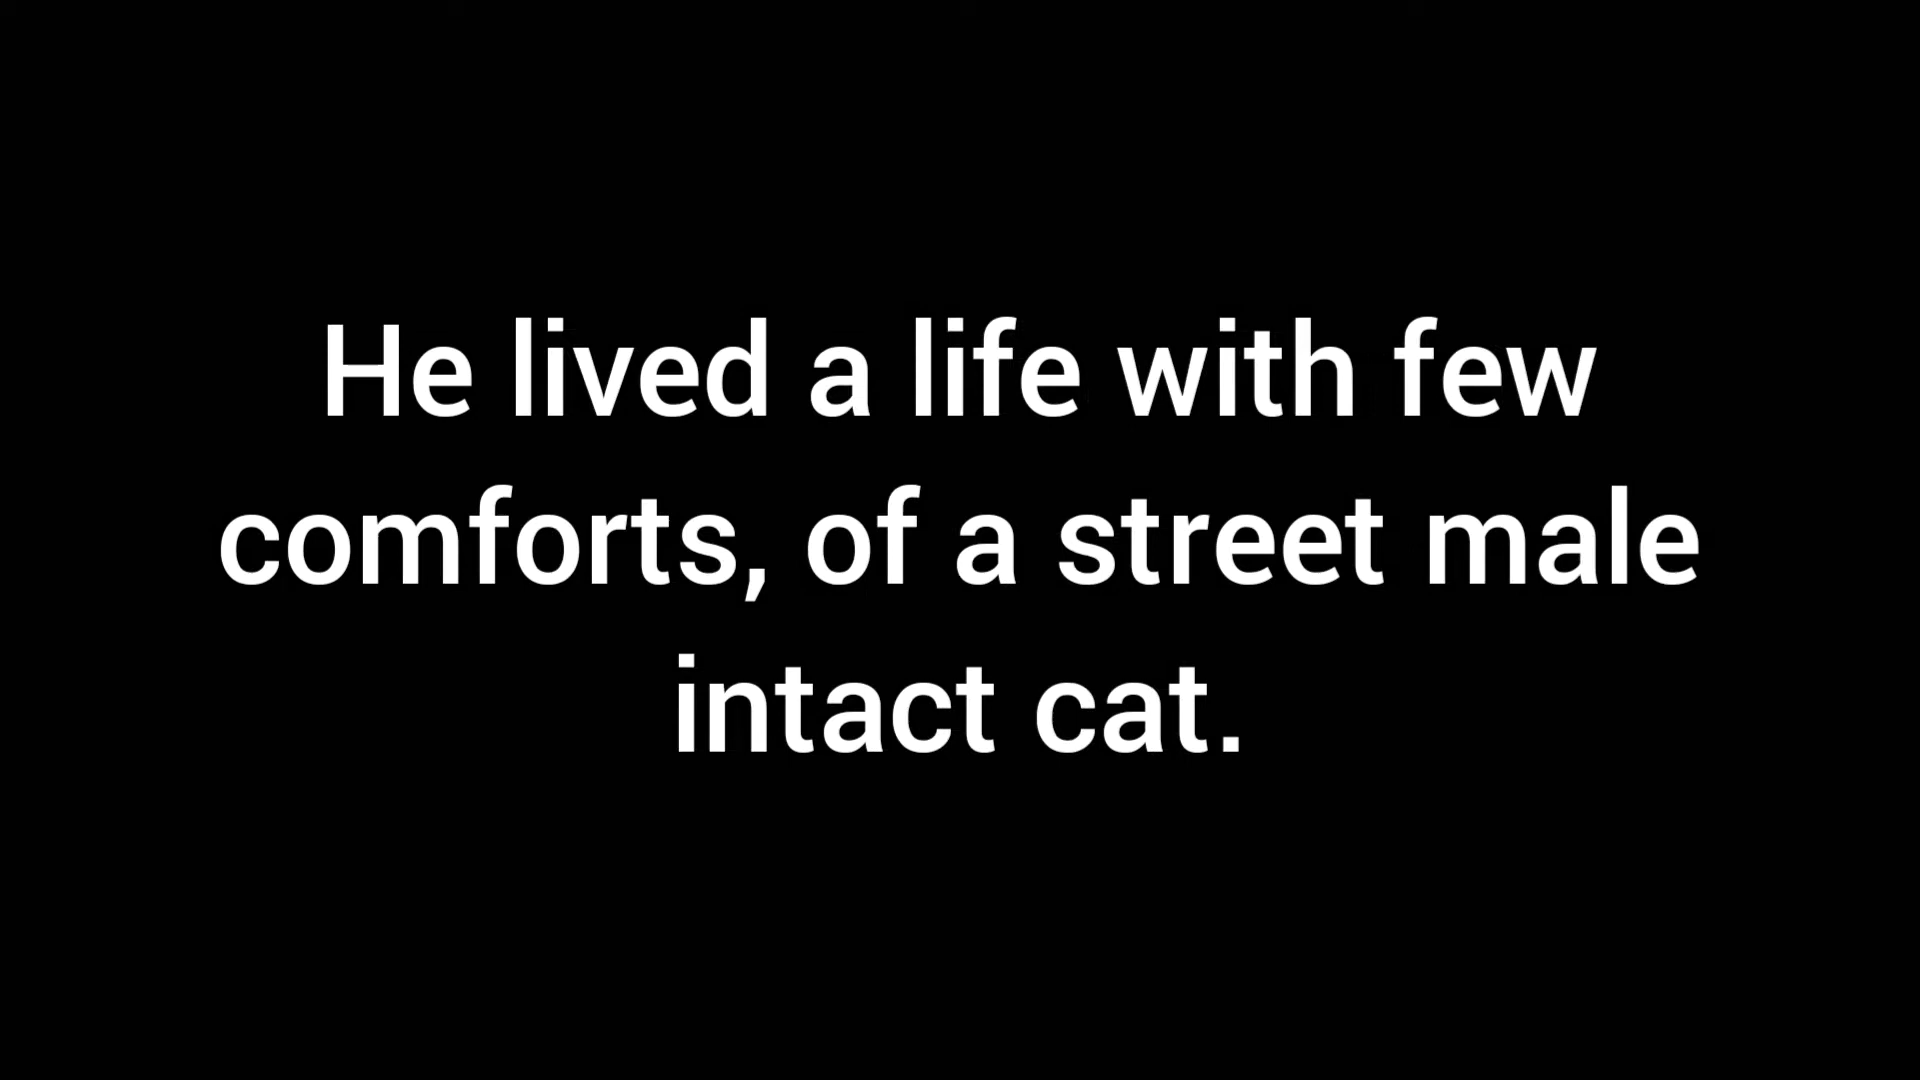 He lived a life with few
comforts, of a street male
intact cat.